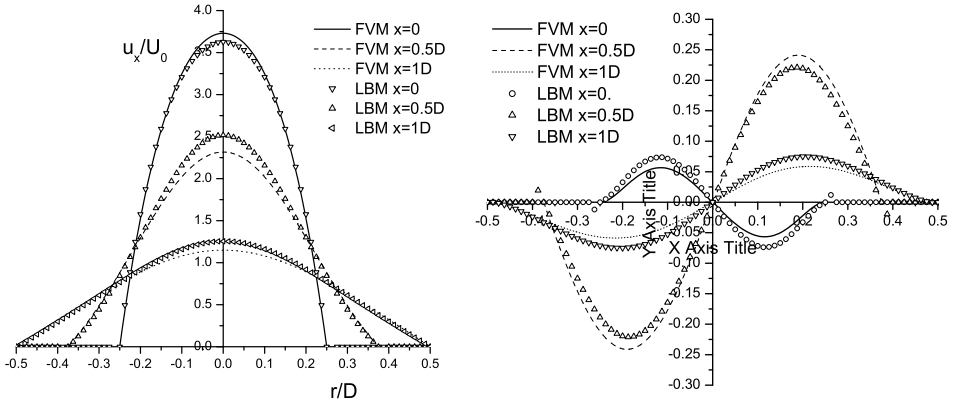 4.0
3.5
3.0
2.5
2.0
1.5
1.0
0.5
0.0
uₓ/U₀
FVM x=0
FVM x=0.5D
FVM x=1D
LBM x=0
LBM x=0.5D
LBM x=1D
-0.5 -0.4 -0.3 -0.2 -0.1 0.0 0.1 0.2 0.3 0.4 0.5
r/D
FVM x=0
FVM x=0.5D
FVM x=1D
LBM x=0.
LBM x=0.5D
LBM x=1D
0.30
0.25
0.20
0.15
0.10
0.05
0.00
-0.05
-0.10
-0.15
-0.20
-0.25
-0.30
-0.5 -0.4 -0.3 -0.2 -0.1 0.0 0.1 0.2 0.3 0.4 0.5
Y Axis Title
X Axis Title